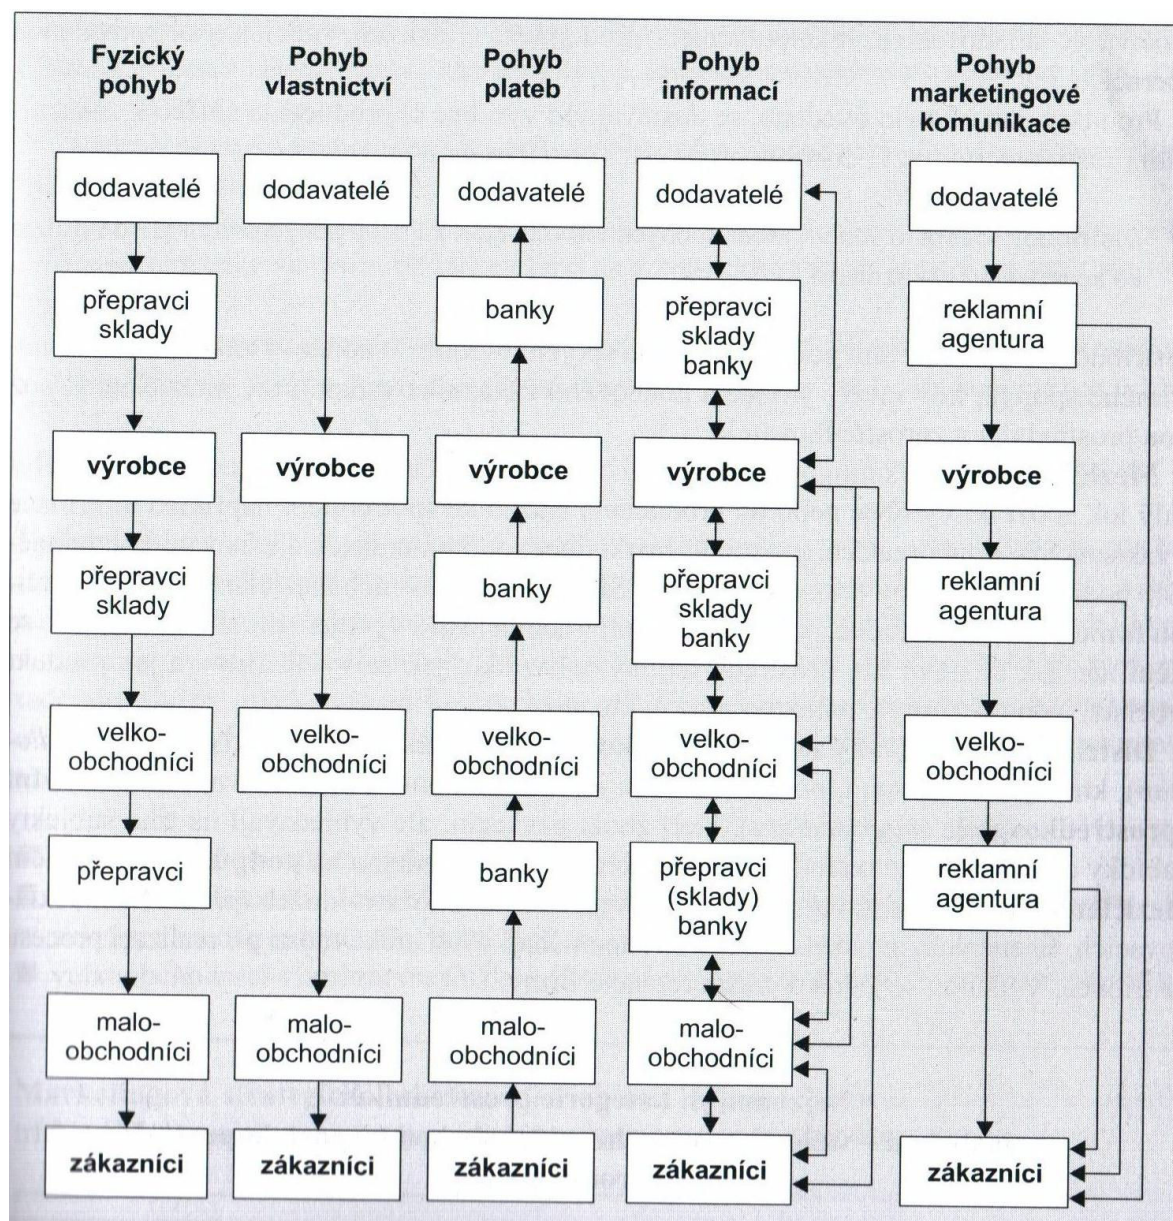 Fyzický
pohyb
Pohyb
vlastnictví
Pohyb
plateb
Pohyb
informací
Pohyb
marketingové
komunikace
dodavatelé
přepravci
sklady
výrobce
přepravci
sklady
velko-
obchodníci
přepravci
malo-
obchodníci
zákazníci
dodavatelé
výrobce
velko-
obchodníci
malo-
obchodníci
zákazníci
dodavatelé
banky
výrobce
banky
velko-
obchodníci
banky
malo-
obchodníci
zákazníci
dodavatelé
přepravci
sklady
banky
výrobce
přepravci
sklady
banky
velko-
obchodníci
přepravci
(sklady)
banky
malo-
obchodníci
zákazníci
dodavatelé
reklamní
agentura
výrobce
reklamní
agentura
velko-
obchodníci
reklamní
agentura
zákazníci